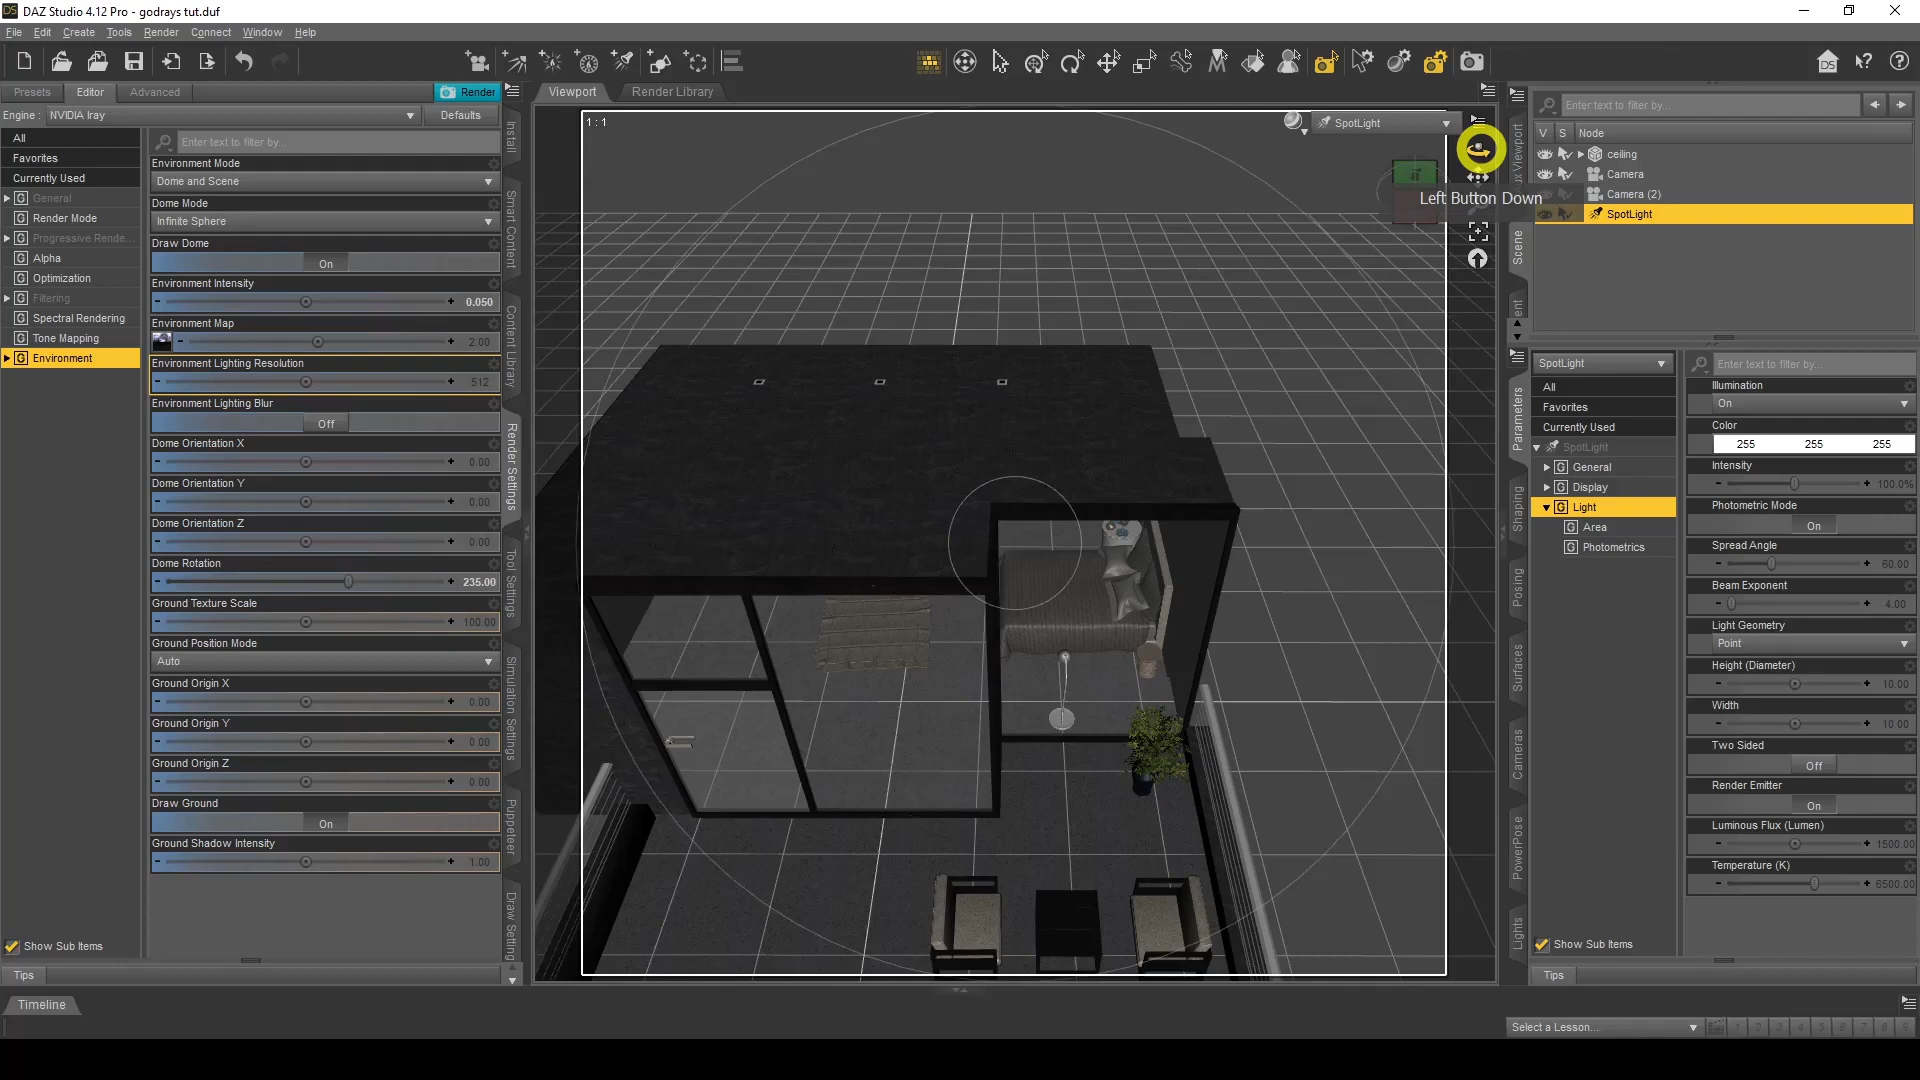 DAZ Studio 4.12 Pro - godrays tut.duf
File Edit Create Tools Render Connect Window Help
Presets Editor Advanced Render
Engine : NVIDIA Iray Defaults
All
Favorites
Currently Used
General
Render Mode
Progressive Rende...
Alpha
Optimization
Filtering
Spectral Rendering
Tone Mapping
Environment
Show Sub Items
Tips
Enter text to filter by...
Environment Mode
Dome and Scene
Dome Mode
Infinite Sphere
Draw Dome
On
Environment Intensity
0.050
Environment Map
2.00
Environment Lighting Resolution
512
Environment Lighting Blur
Off
Dome Orientation X
0.00
Dome Orientation Y
0.00
Dome Orientation Z
0.00
Dome Rotation
235.00
Ground Texture Scale
100.00
Ground Position Mode
Auto
Ground Origin X
0.00
Ground Origin Y
0.00
Ground Origin Z
0.00
Draw Ground
On
Ground Shadow Intensity
1.00
Install
Smart Content
Content Library
Render Settings
Tool Settings
Simulation Settings
Puppeteer
Draw Setting
Viewport Render Library
1 : 1
SpotLight
Left Button Down
Viewport
Scene
Enter text to filter by...
V S Node
ceiling
Camera
Camera (2)
SpotLight
Parameters
Shaping
Posing
Surfaces
Cameras
PowerPose
Lights
SpotLight
All
Favorites
Currently Used
SpotLight
General
Display
Light
Area
Photometrics
Show Sub Items
Tips
Enter text to filter by...
Illumination
On
Color
255 255 255
Intensity
100.0%
Photometric Mode
On
Spread Angle
60.00
Beam Exponent
4.00
Light Geometry
Point
Height (Diameter)
10.00
Width
10.00
Two Sided
Off
Render Emitter
On
Luminous Flux (Lumen)
1500.00
Temperature (K)
6500.00
Timeline
Select a Lesson...
1 2 3 4 5 6 7 8 9